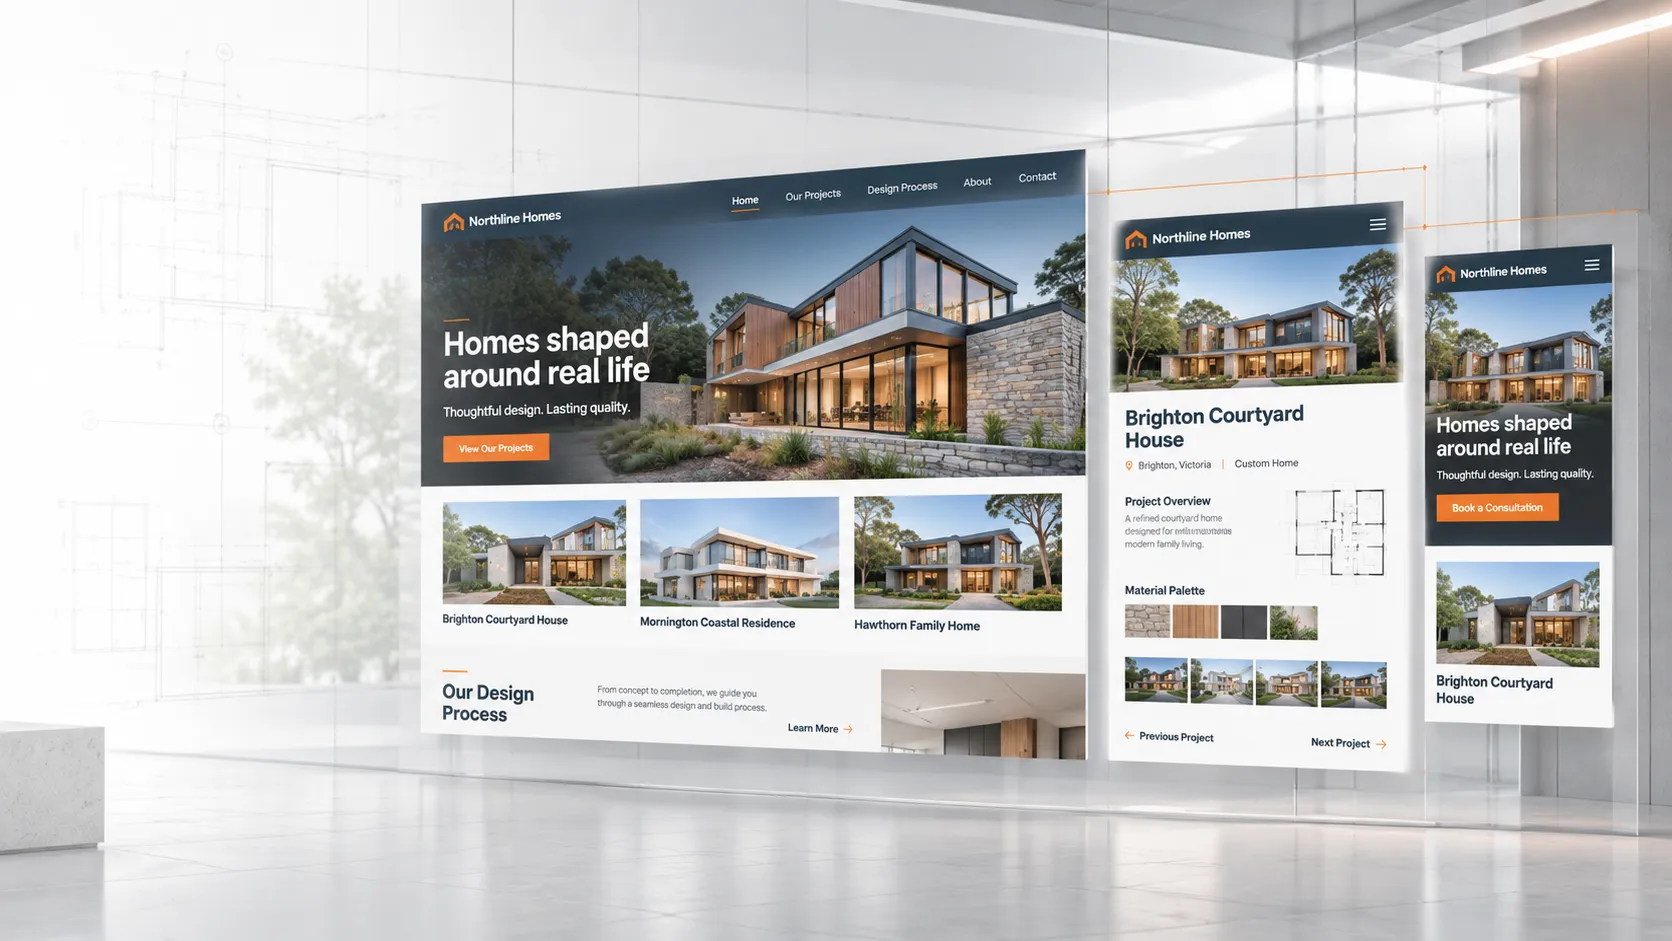 Northline Homes
Home
Our Projects
Design Process
About
Contact
Homes shaped
around real life
Thoughtful design. Lasting quality.
View Our Projects
Brighton Courtyard House
Mornington Coastal Residence
Hawthorn Family Home
Our Design
Process
From concept to completion, we guide you
through a seamless design and build process.
Learn More
Northline Homes
Brighton Courtyard
House
Brighton, Victoria | Custom Home
Project Overview
A refined courtyard home
designed for
modern family living.
Material Palette
Previous Project
Next Project
Northline Homes
Homes shaped
around real life
Thoughtful design. Lasting quality.
Book a Consultation
Brighton Courtyard
House